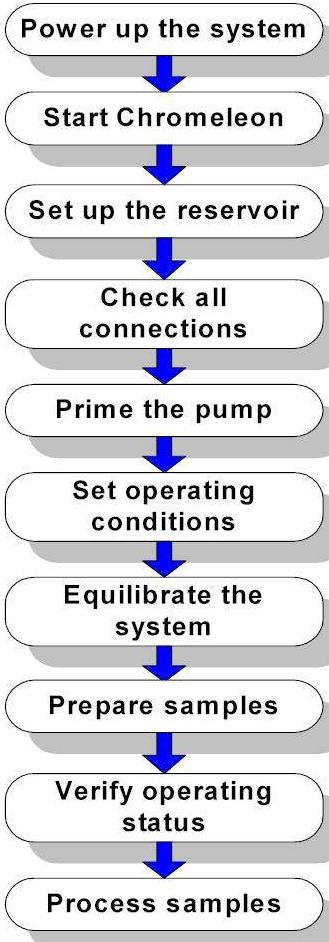 Power up the system
Start Chromeleon
Set up the reservoir
Check all
connections
Prime the pump
Set operating
conditions
Equilibrate the
system
Prepare samples
Verify operating
status
Process samples